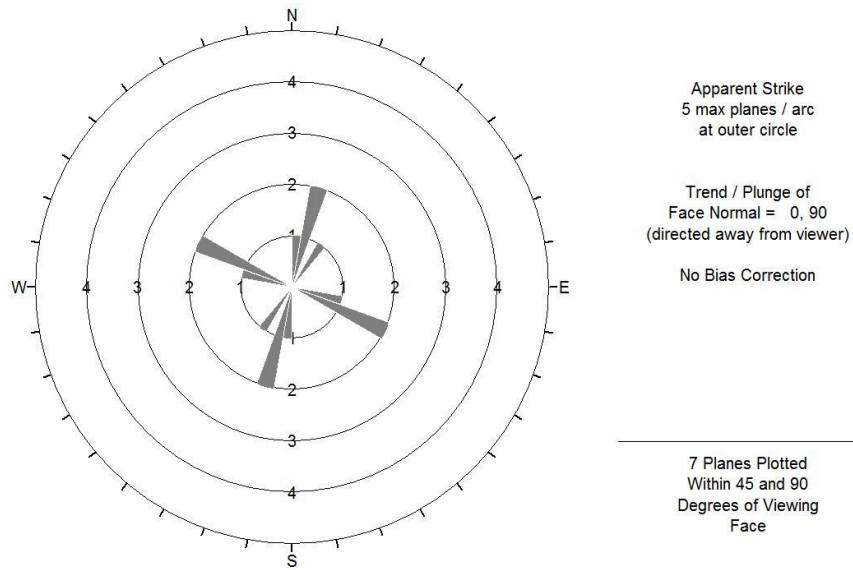 N
4
3
2
1
W 4 3 2 1 1 2 3 4 E
1
2
3
4
S
Apparent Strike
5 max planes / arc
at outer circle
Trend / Plunge of
Face Normal = 0, 90
(directed away from viewer)
No Bias Correction
7 Planes Plotted
Within 45 and 90
Degrees of Viewing
Face